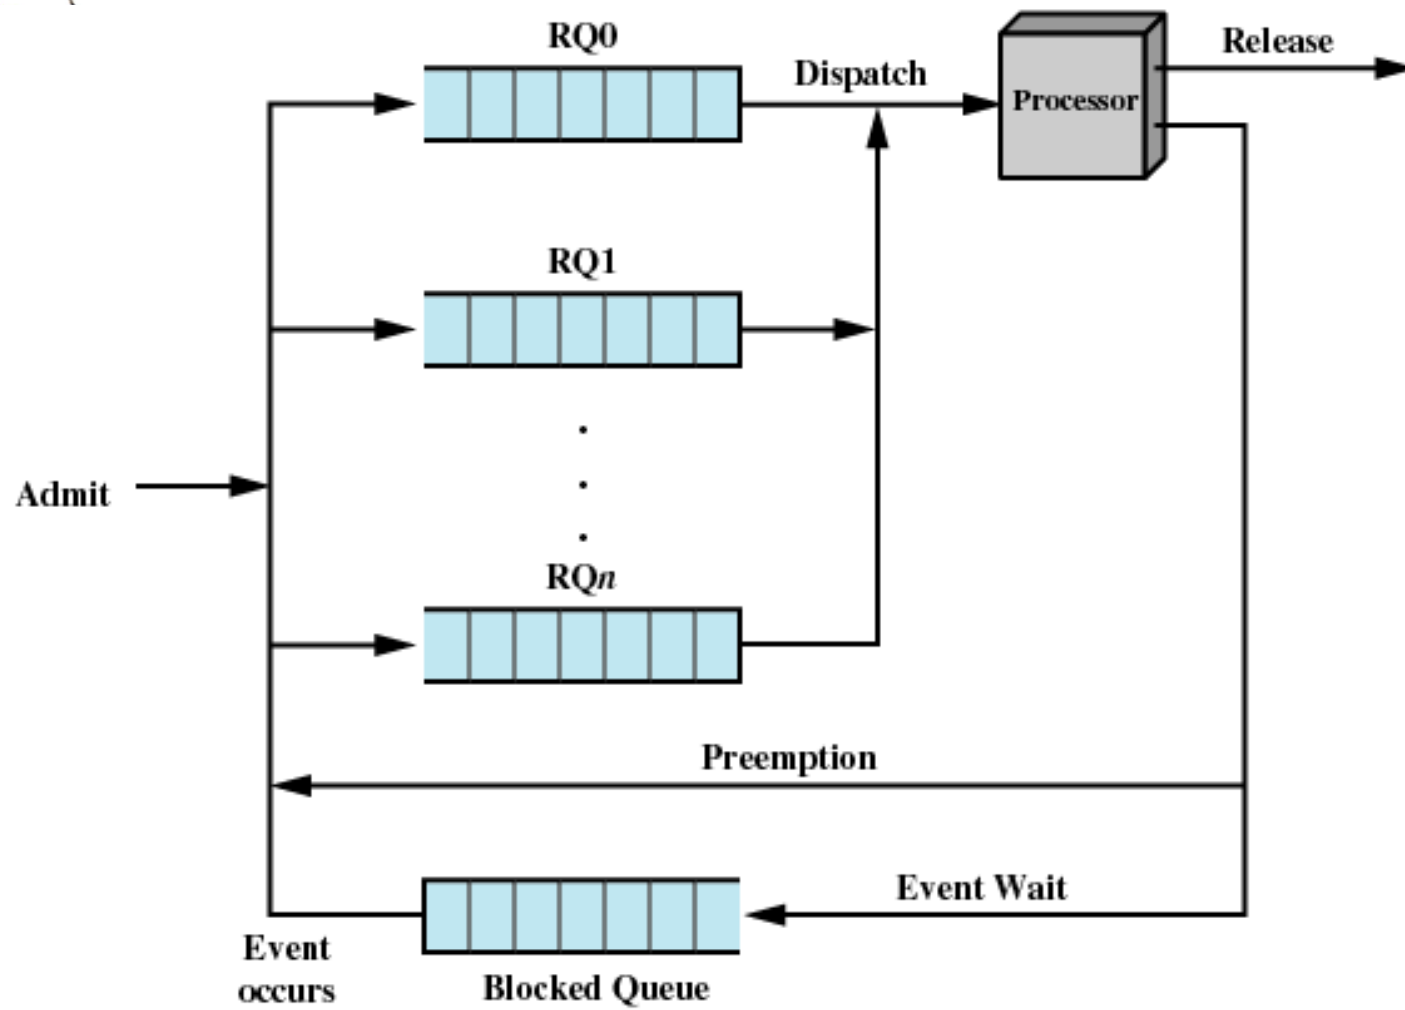 RQ0
Release
Dispatch
Processor
RQ1
Admit
RQn
Preemption
Event Wait
Event
occurs
Blocked Queue